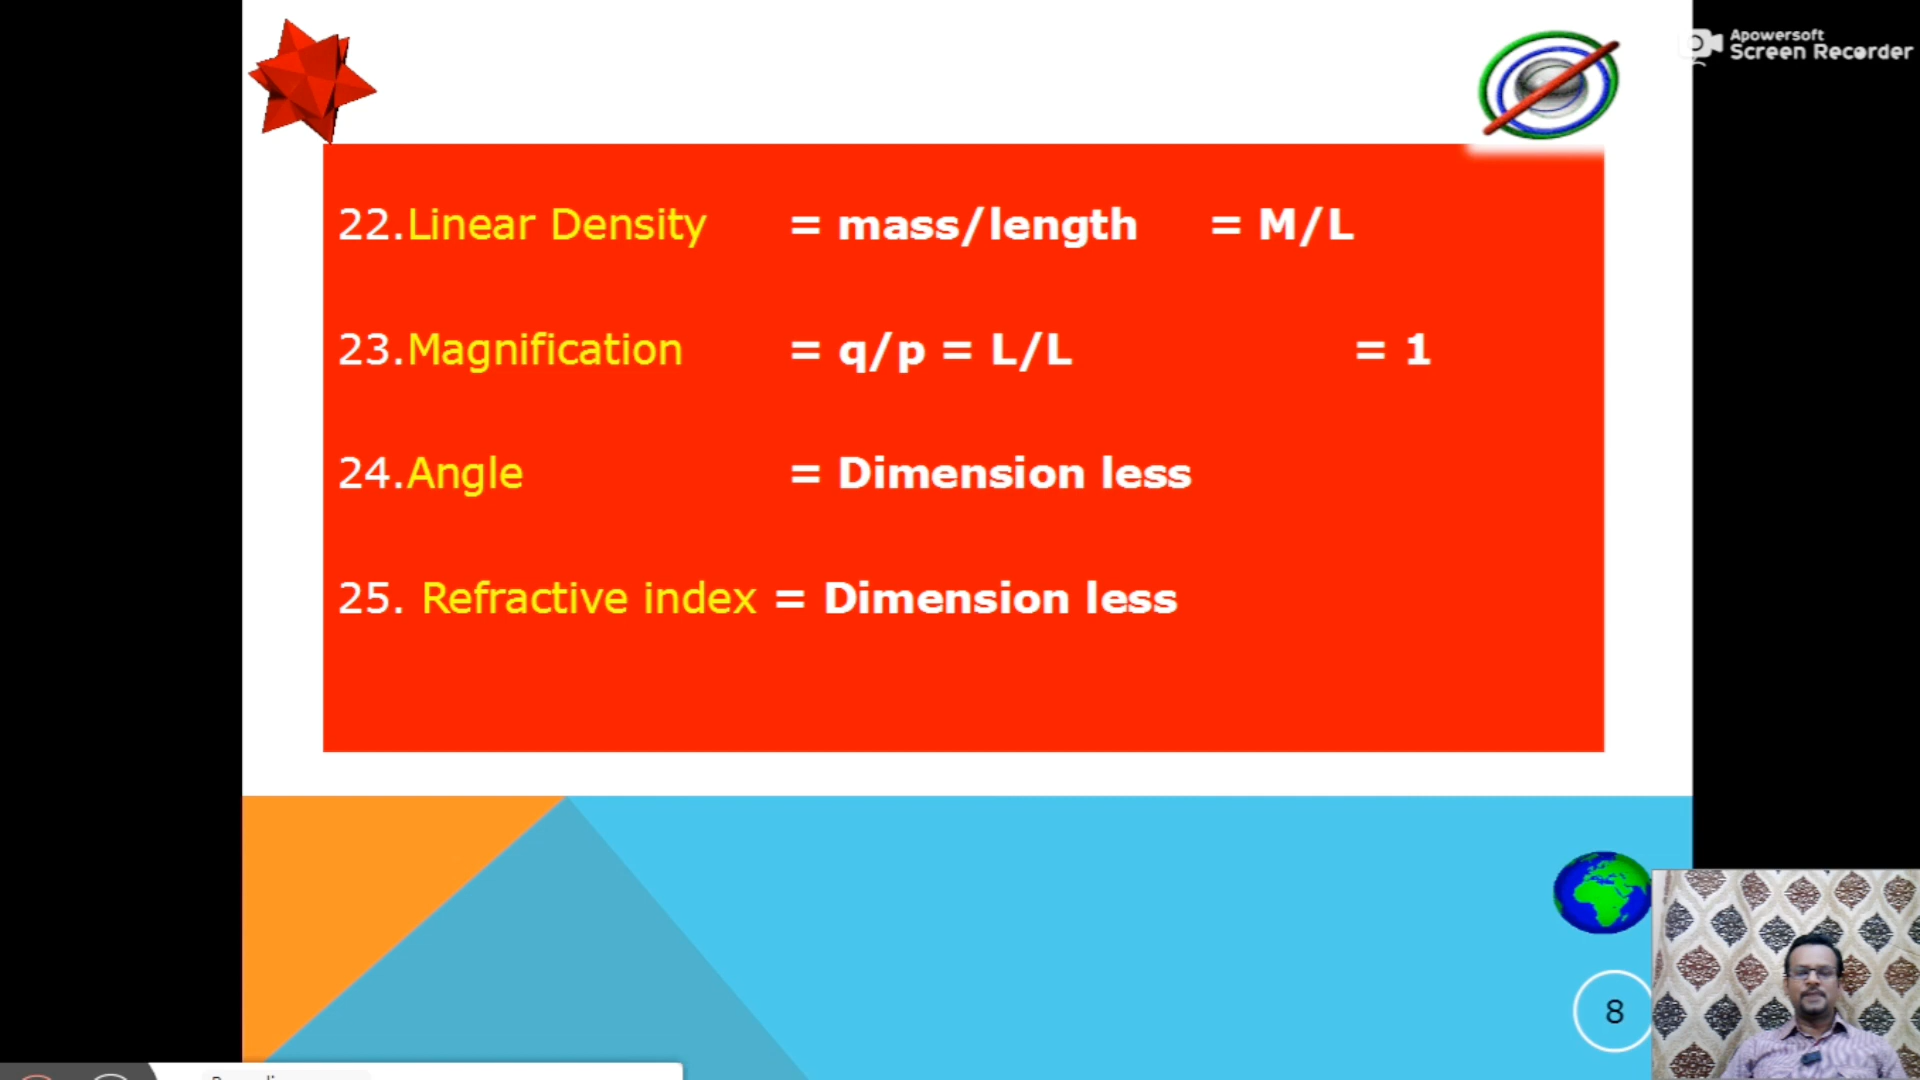 Apowersoft
Screen Recorder
22.Linear Density = mass/length = M/L
23.Magnification = q/p = L/L = 1
24.Angle = Dimension less
25. Refractive index = Dimension less
8